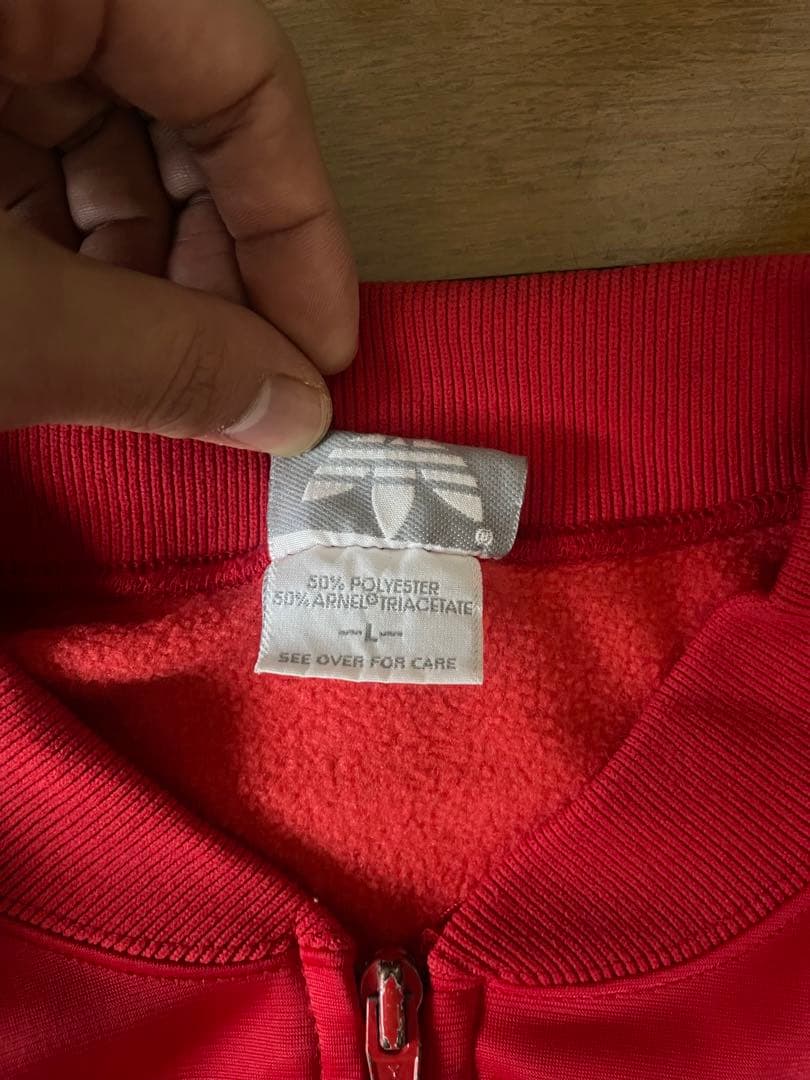 ®
50% POLYESTER
50% ARNEL® TRIACETATE
—L—
SEE OVER FOR CARE
Y